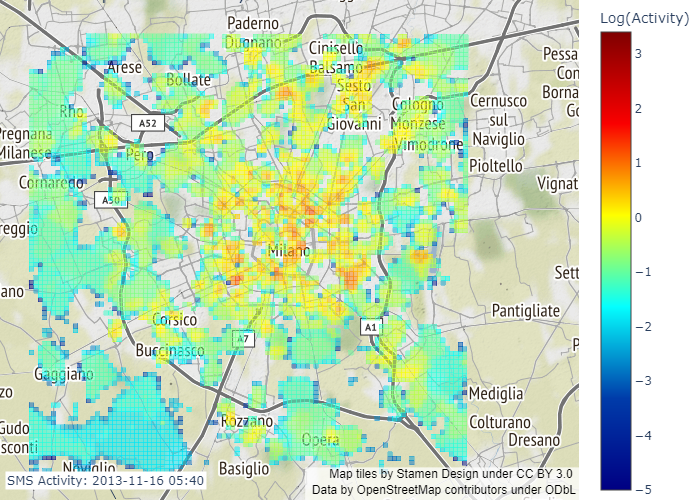 Log(Activity)
3
2
1
0
−1
−2
−3
−4
−5
Paderno
Dugnano
Cinisello
Balsamo
Arese
Bollate
Sesto
San
Giovanni
Cologno
Monzese
Cernusco
sul
Naviglio
Pessa
Con
Borna
Go
Rho
A52
Pregnana
Milanese
Pero
Vimodrone
Pioltello
Cornaredo
A50
Vignat
reggio
Milano
Sett
ano
Pantigliate
Corsico
A7
A1
Buccinasco
P
Gaggiano
Mediglia
zo
Rozzano
Colturano
Gudo
sconti
Opera
Dresano
Noviglio
Basiglio
SMS Activity: 2013-11-16 05:40
Map tiles by Stamen Design under CC BY 3.0
Data by OpenStreetMap contributors under ODbL